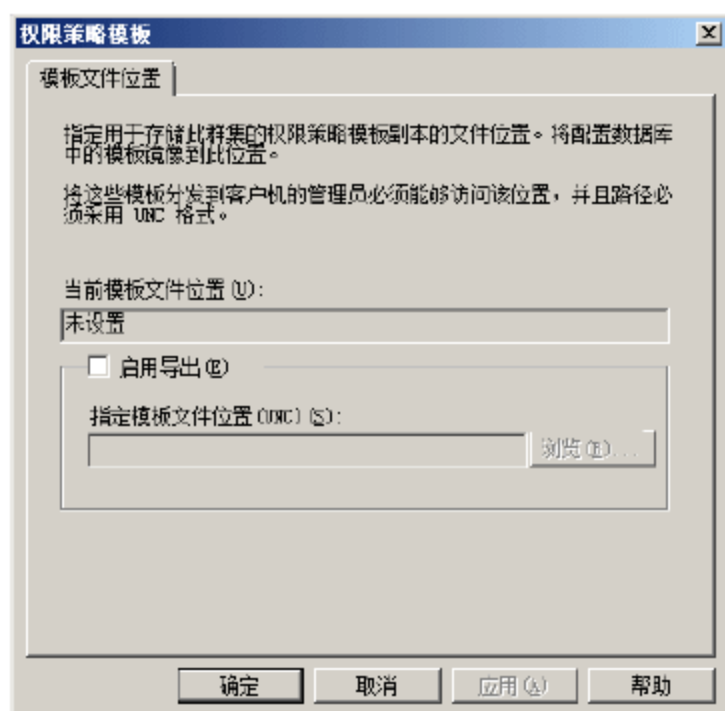 权限策略模板
模板文件位置
指定用于存储此群集的权限策略模板副本的文件位置。将配置数据库
中的模板镜像到此位置。
将这些模板分发到客户机的管理员必须能够访问该位置，并且路径必
须采用 UNC 格式。
当前模板文件位置(U):
未设置
启用导出(E)
指定模板文件位置(UNC)(S):
浏览(B)...
确定
取消
应用(A)
帮助